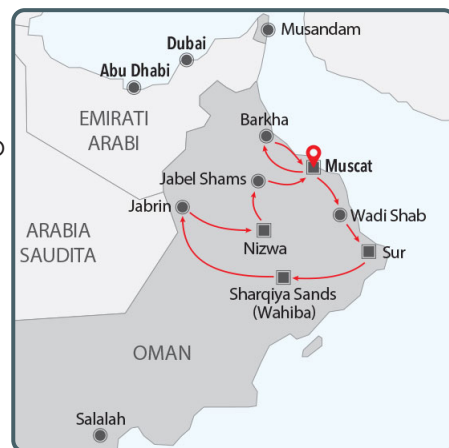 Musandam
Dubai
Abu Dhabi
EMIRATI
ARABI
Barkha
Muscat
Jabel Shams
Jabrin
Wadi Shab
ARABIA
SAUDITA
Nizwa
Sur
Sharqiya Sands
(Wahiba)
OMAN
Salalah